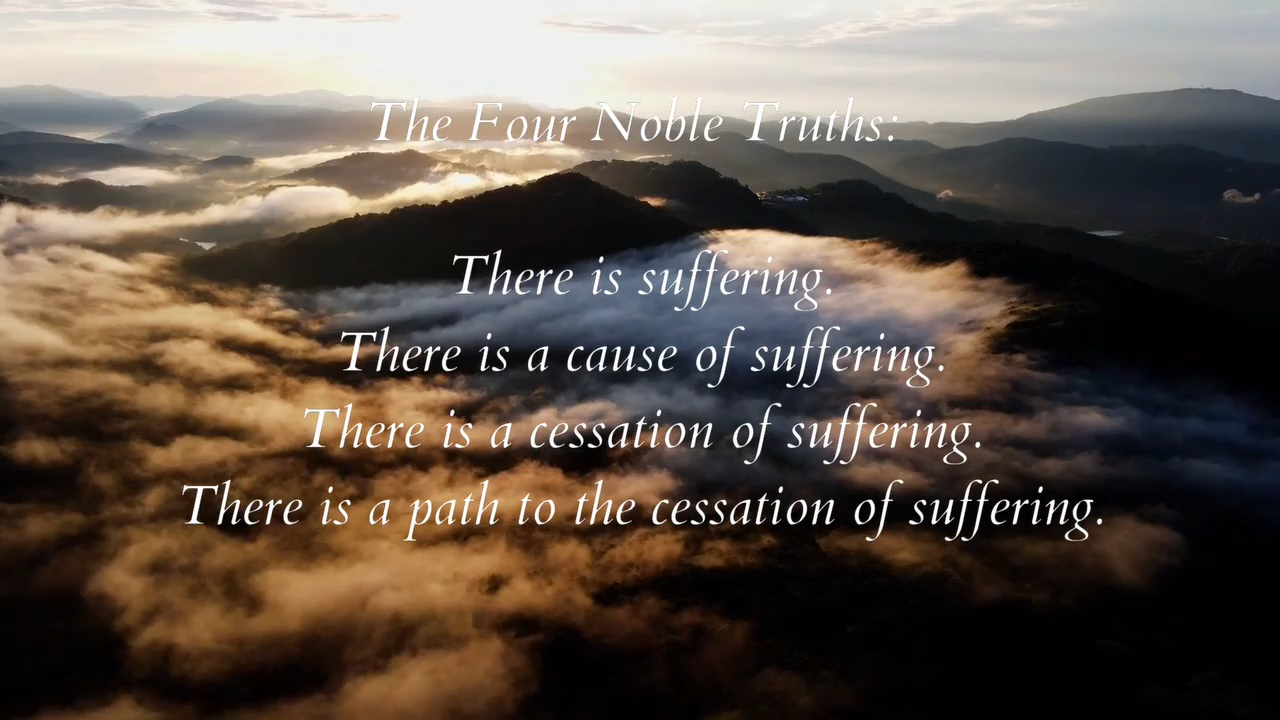 The Four Noble Truths:
There is suffering.
There is a cause of suffering.
There is a cessation of suffering.
There is a path to the cessation of suffering.